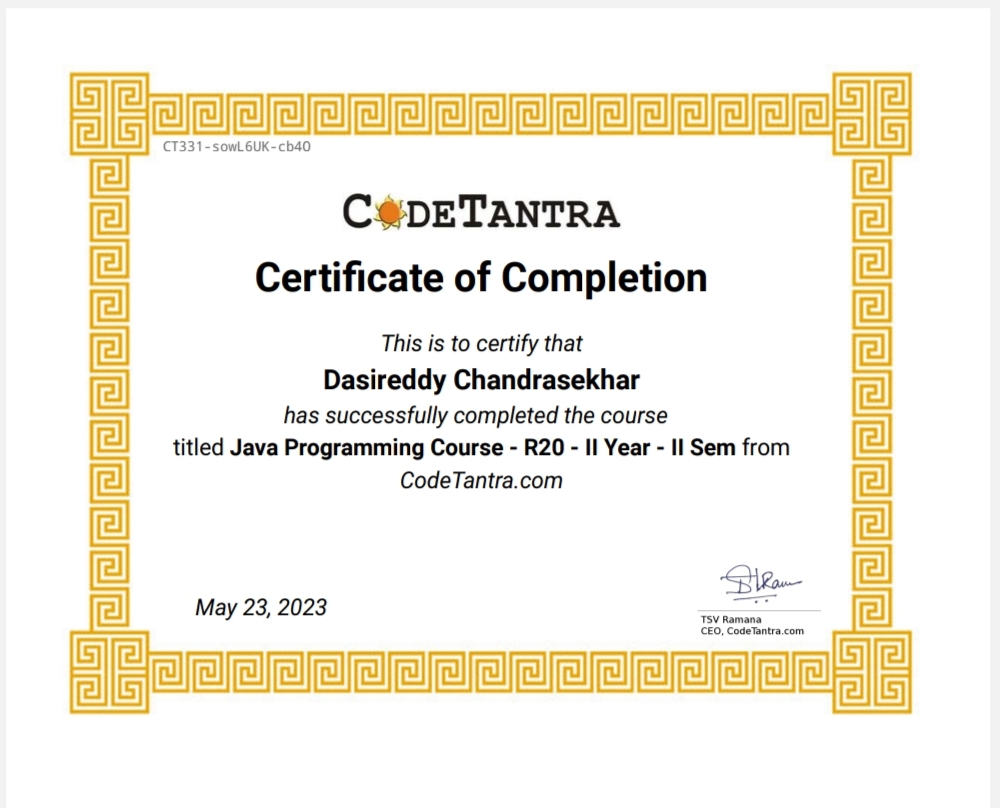 CT331-sowL6UK-cb40
CODETANTRA
Certificate of Completion
This is to certify that
Dasireddy Chandrasekhar
has successfully completed the course
titled Java Programming Course - R20 - II Year - II Sem from
CodeTantra.com
May 23, 2023
TSV Ramana
CEO, CodeTantra.com